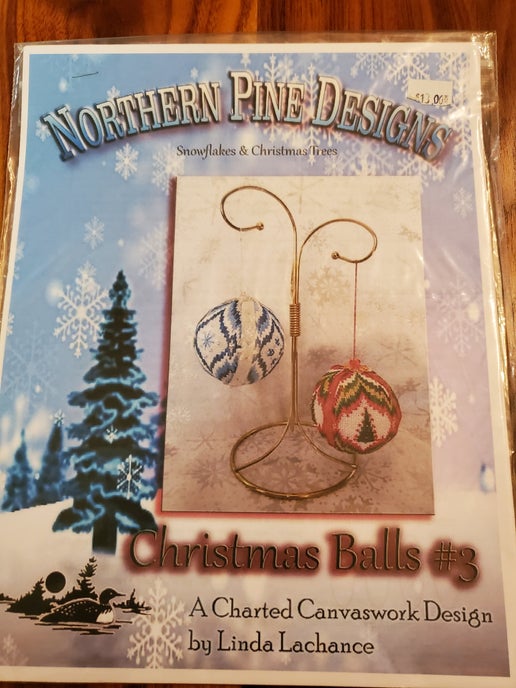 NORTHERN PINE DESIGNS
$13.00
Snowflakes & Christmas Trees
Christmas Balls #3
A Charted Canvaswork Design
by Linda Lachance